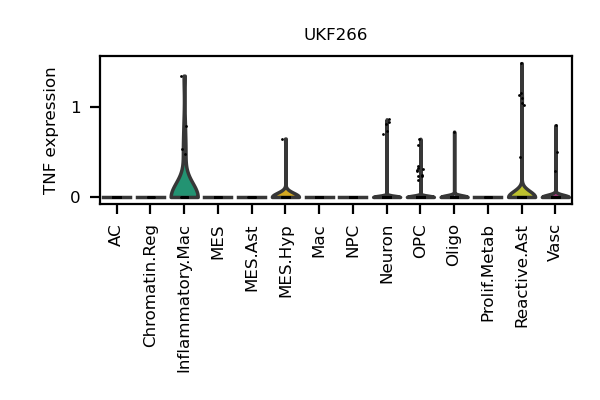 UKF266
TNF expression
1
0
AC
Chromatin.Reg
Inflammatory.Mac
MES
MES.Ast
MES.Hyp
Mac
NPC
Neuron
OPC
Oligo
Prolif.Metab
Reactive.Ast
Vasc